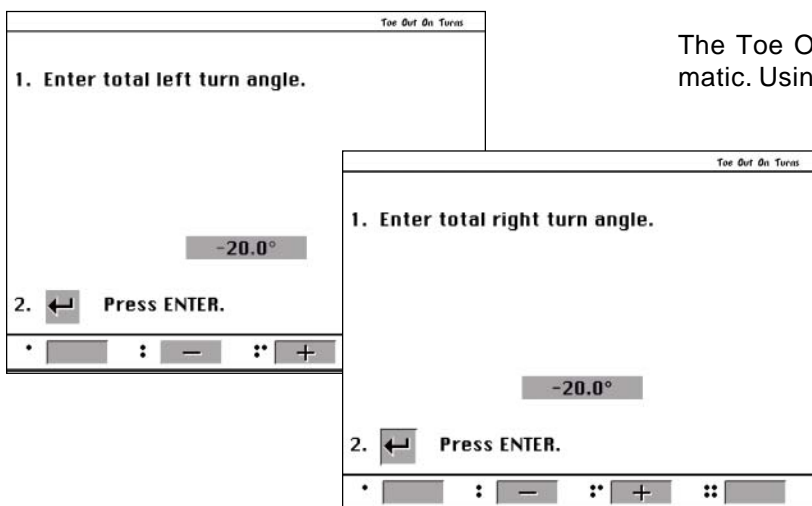 Toe Out On Turns
1. Enter total left turn angle.
-20.0°
2. Press ENTER.
− +
Toe Out On Turns
1. Enter total right turn angle.
-20.0°
2. Press ENTER.
− +
The Toe O
matic. Usin